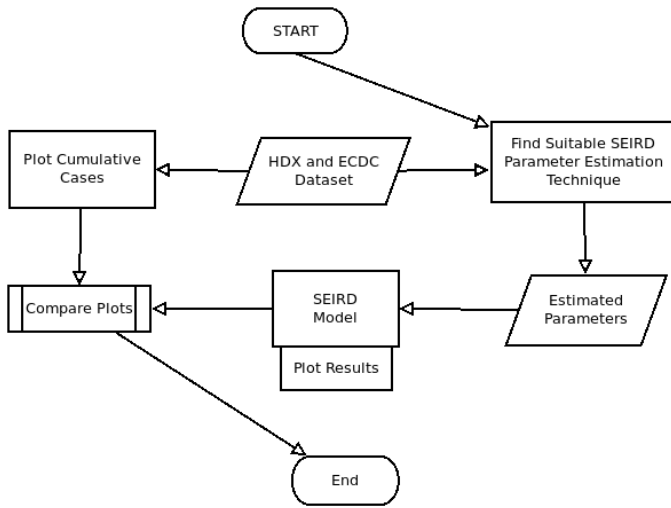 START
Plot Cumulative
Cases
HDX and ECDC
Dataset
Find Suitable SEIRD
Parameter Estimation
Technique
Compare Plots
SEIRD
Model
Plot Results
Estimated
Parameters
End